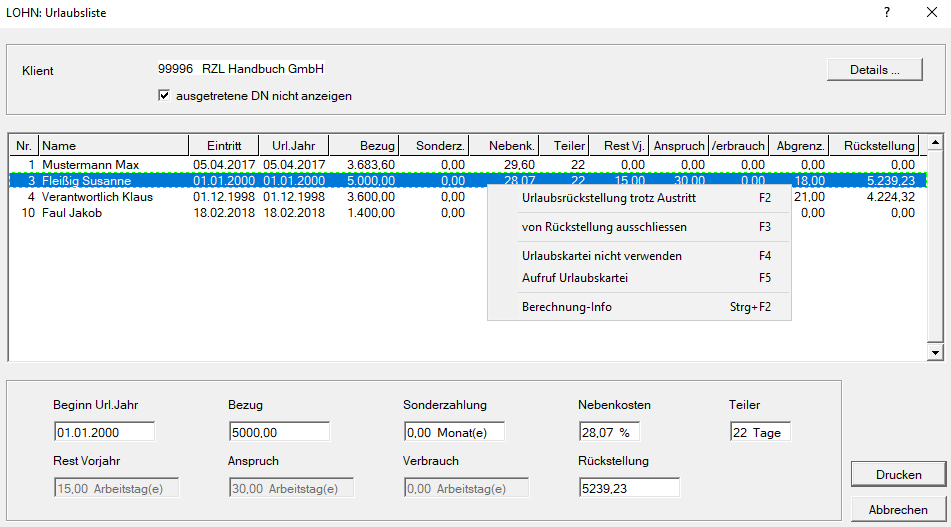 LOHN: Urlaubsliste
Klient 99996 RZL Handbuch GmbH Details ...
ausgetretene DN nicht anzeigen
Nr. Name Eintritt Url.Jahr Bezug Sonderz. Nebenk. Teiler Rest Vj. Anspruch /erbrauch Abgrenz. Rückstellung
1 Mustermann Max 05.04.2017 05.04.2017 3.683,60 0,00 29,60 22 0,00 0,00 0,00 0,00 0,00
3 Fleißig Susanne 01.01.2000 01.01.2000 5.000,00 0,00 28,07 22 15,00 30,00 0,00 18,00 5.239,23
4 Verantwortlich Klaus 01.12.1998 01.12.1998 3.600,00 21,00 4.224,32
10 Faul Jakob 18.02.2018 18.02.2018 1.400,00 0,00 0,00
Urlaubsrückstellung trotz Austritt F2
von Rückstellung ausschliessen F3
Urlaubskartei nicht verwenden F4
Aufruf Urlaubskartei F5
Berechnung-Info Strg+F2
Beginn Url.Jahr Bezug Sonderzahlung Nebenkosten Teiler
01.01.2000 5000,00 0,00 Monat(e) 28,07 % 22 Tage
Rest Vorjahr Anspruch Verbrauch Rückstellung
15,00 Arbeitstag(e) 30,00 Arbeitstag(e) 0,00 Arbeitstag(e) 5239,23
Drucken
Abbrechen